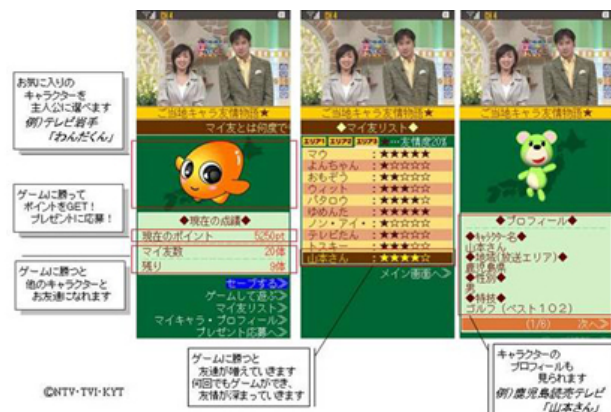 お気に入りの
キャラクターを
主人公に選べます
例)テレビ岩手
「わんだくん」
ゲームに勝って
ポイントをGET!
プレゼントに応募!
ゲームに勝つと
他のキャラクターと
お友達になれます
©NTV・TVI・KYT
ご当地キャラ友情物語★
マイ友とは何度で
◆現在の成績◆
現在のポイント 5250pt
マイ友数 20体
残り 9体
セーブする≫
ゲームして遊ぶ≫
マイ友リスト≫
マイキャラ・プロフィール≫
プレゼント応募へ≫
ご当地キャラ友情物語★
◆マイ友リスト◆
エリア1 エリア2 エリア3 ★…友情度20%
マウ :★★★★★
よんちゃん :★☆☆☆☆
おもぞう :★★☆☆☆
ウィット :★★★☆☆
バタロウ :★★★★☆
ゆめんた :★★★★★
ノン・アイ・ :★☆☆☆☆
テレビたん :★★☆☆☆
トスキー :★★★☆☆
山本さん :★★★★☆
メイン画面へ≫
ゲームに勝つと
友達が増えていきます
何回でもゲームができ、
友情が深まっていきます
ご当地キャラ友情物語★
◆プロフィール◆
◆キャラクター名◆
山本さん
◆地域(放送エリア)◆
鹿児島県
◆性別◆
男
◆特技◆
ゴルフ(ベスト102)
(1/6) 次へ≫
キャラクターの
プロフィールも
見られます
例)鹿児島読売テレビ
「山本さん」